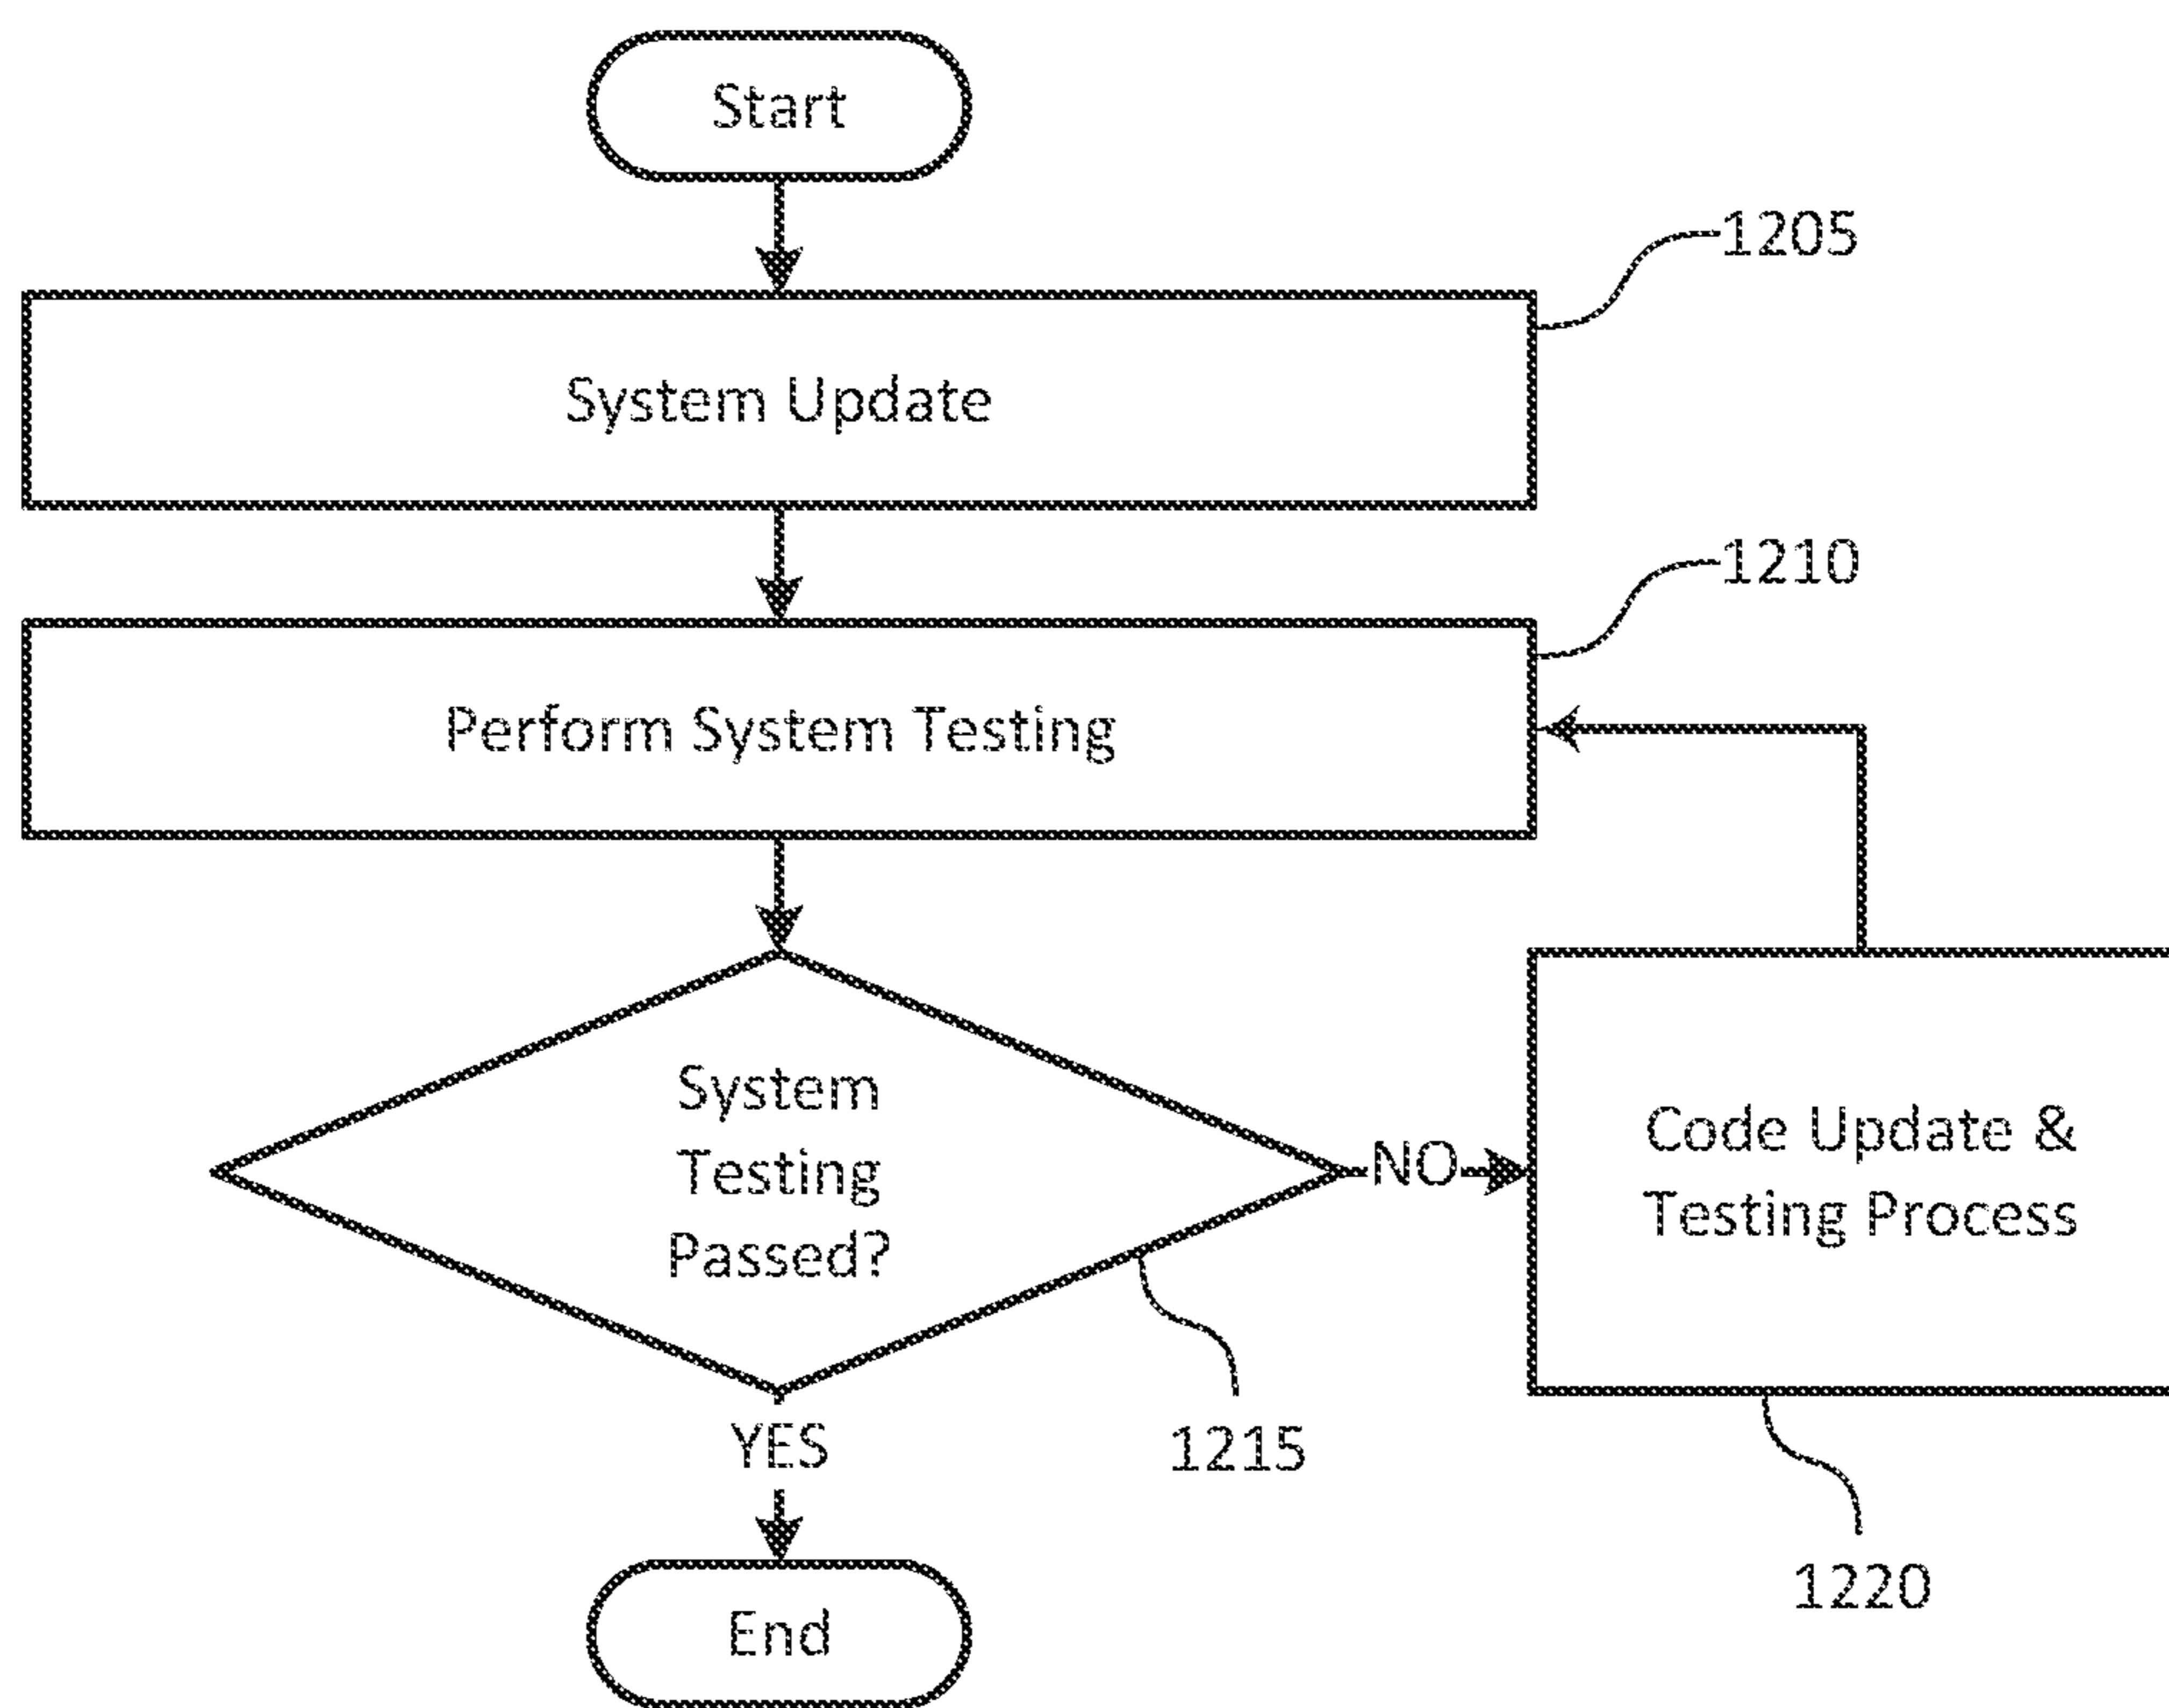 Start
1205
System Update
1210
Perform System Testing
System
Testing
Passed?
NO
Code Update &
Testing Process
YES
1215
1220
End